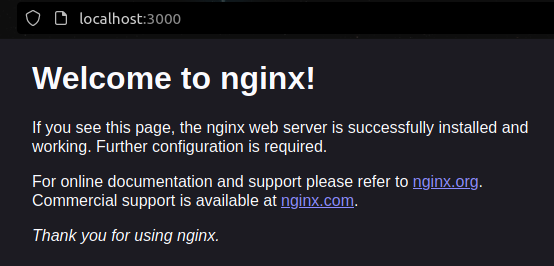 localhost:3000
Welcome to nginx!
If you see this page, the nginx web server is successfully installed and
working. Further configuration is required.
For online documentation and support please refer to nginx.org.
Commercial support is available at nginx.com.
Thank you for using nginx.